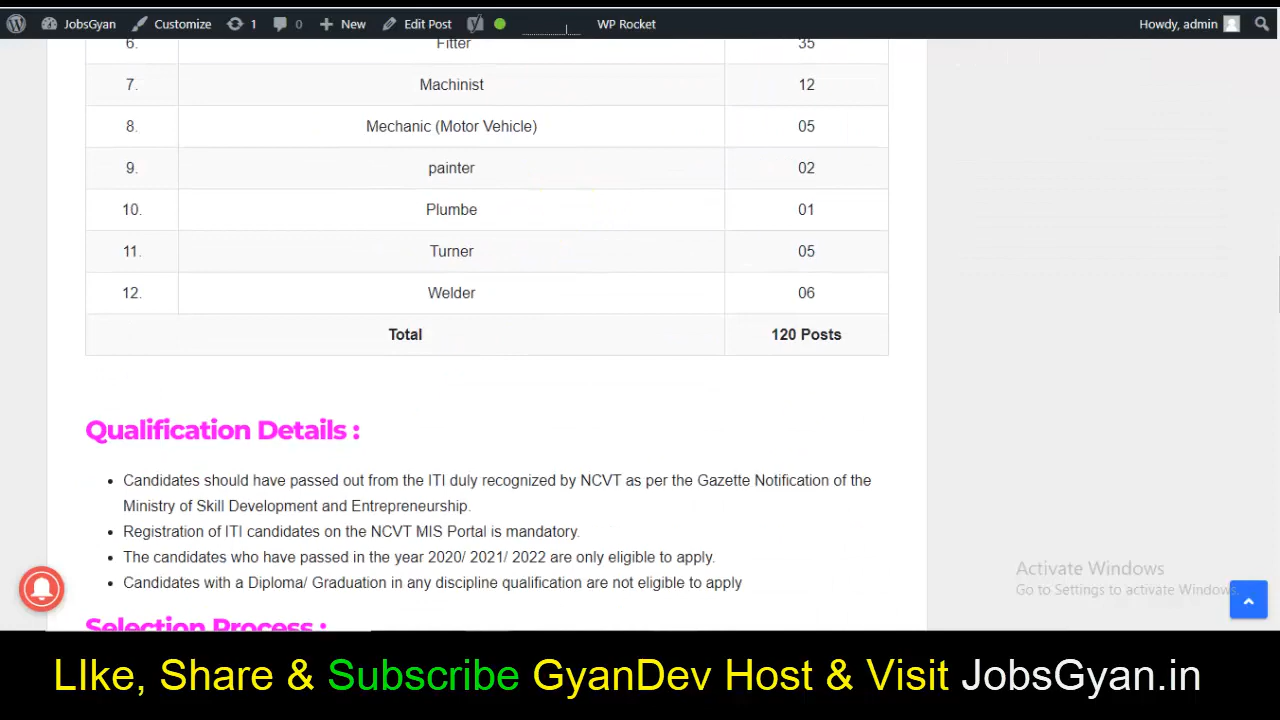 JobsGyan Customize 1 0 New Edit Post WP Rocket Howdy, admin
6. Fitter 35
7. Machinist 12
8. Mechanic (Motor Vehicle) 05
9. painter 02
10. Plumbe 01
11. Turner 05
12. Welder 06
Total 120 Posts
Qualification Details :
Candidates should have passed out from the ITI duly recognized by NCVT as per the Gazette Notification of the
Ministry of Skill Development and Entrepreneurship.
Registration of ITI candidates on the NCVT MIS Portal is mandatory.
The candidates who have passed in the year 2020/ 2021/ 2022 are only eligible to apply.
Candidates with a Diploma/ Graduation in any discipline qualification are not eligible to apply
Activate Windows
Go to Settings to activate Windows.
Selection Process :
LIke, Share & Subscribe GyanDev Host & Visit JobsGyan.in